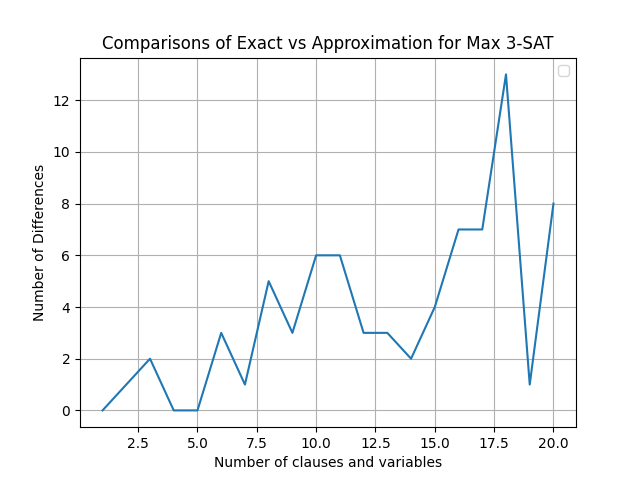 Comparisons of Exact vs Approximation for Max 3-SAT
12
10
8
6
4
2
0
Number of Differences
2.5 5.0 7.5 10.0 12.5 15.0 17.5 20.0
Number of clauses and variables